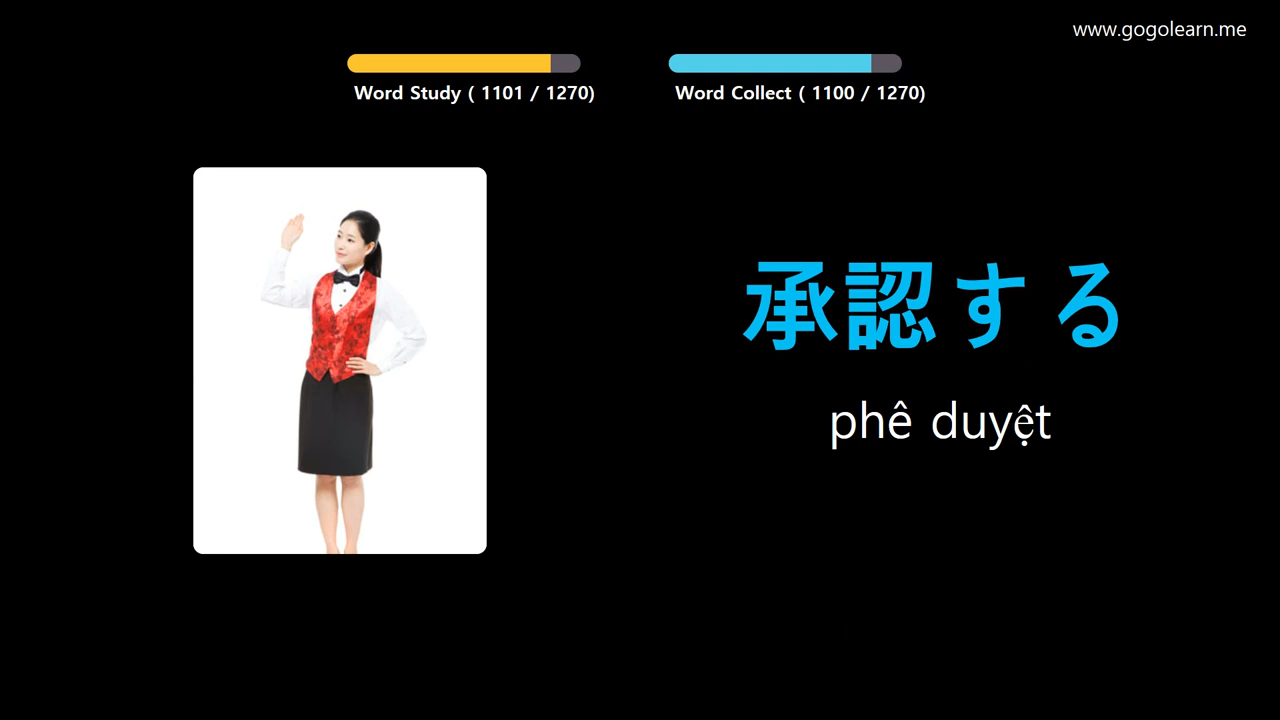 www.gogolearn.me
Word Study ( 1101 / 1270)
Word Collect ( 1100 / 1270)
承認する
phê duyệt